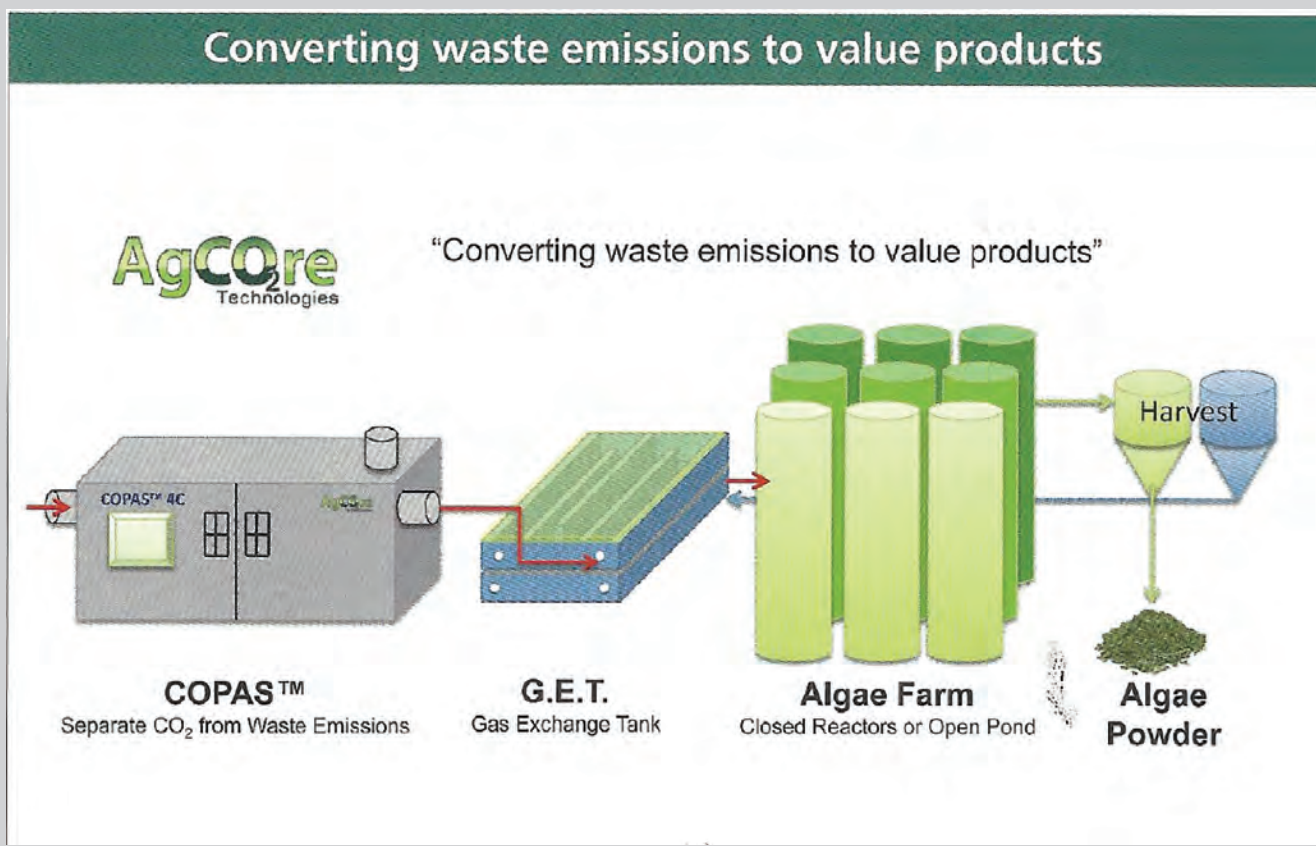 Converting waste emissions to value products
AgCO2re
Technologies
“Converting waste emissions to value products”
Harvest
COPAS™ 4C
AgCO2re
COPAS™
Separate CO₂ from Waste Emissions
G.E.T.
Gas Exchange Tank
Algae Farm
Closed Reactors or Open Pond
Algae
Powder